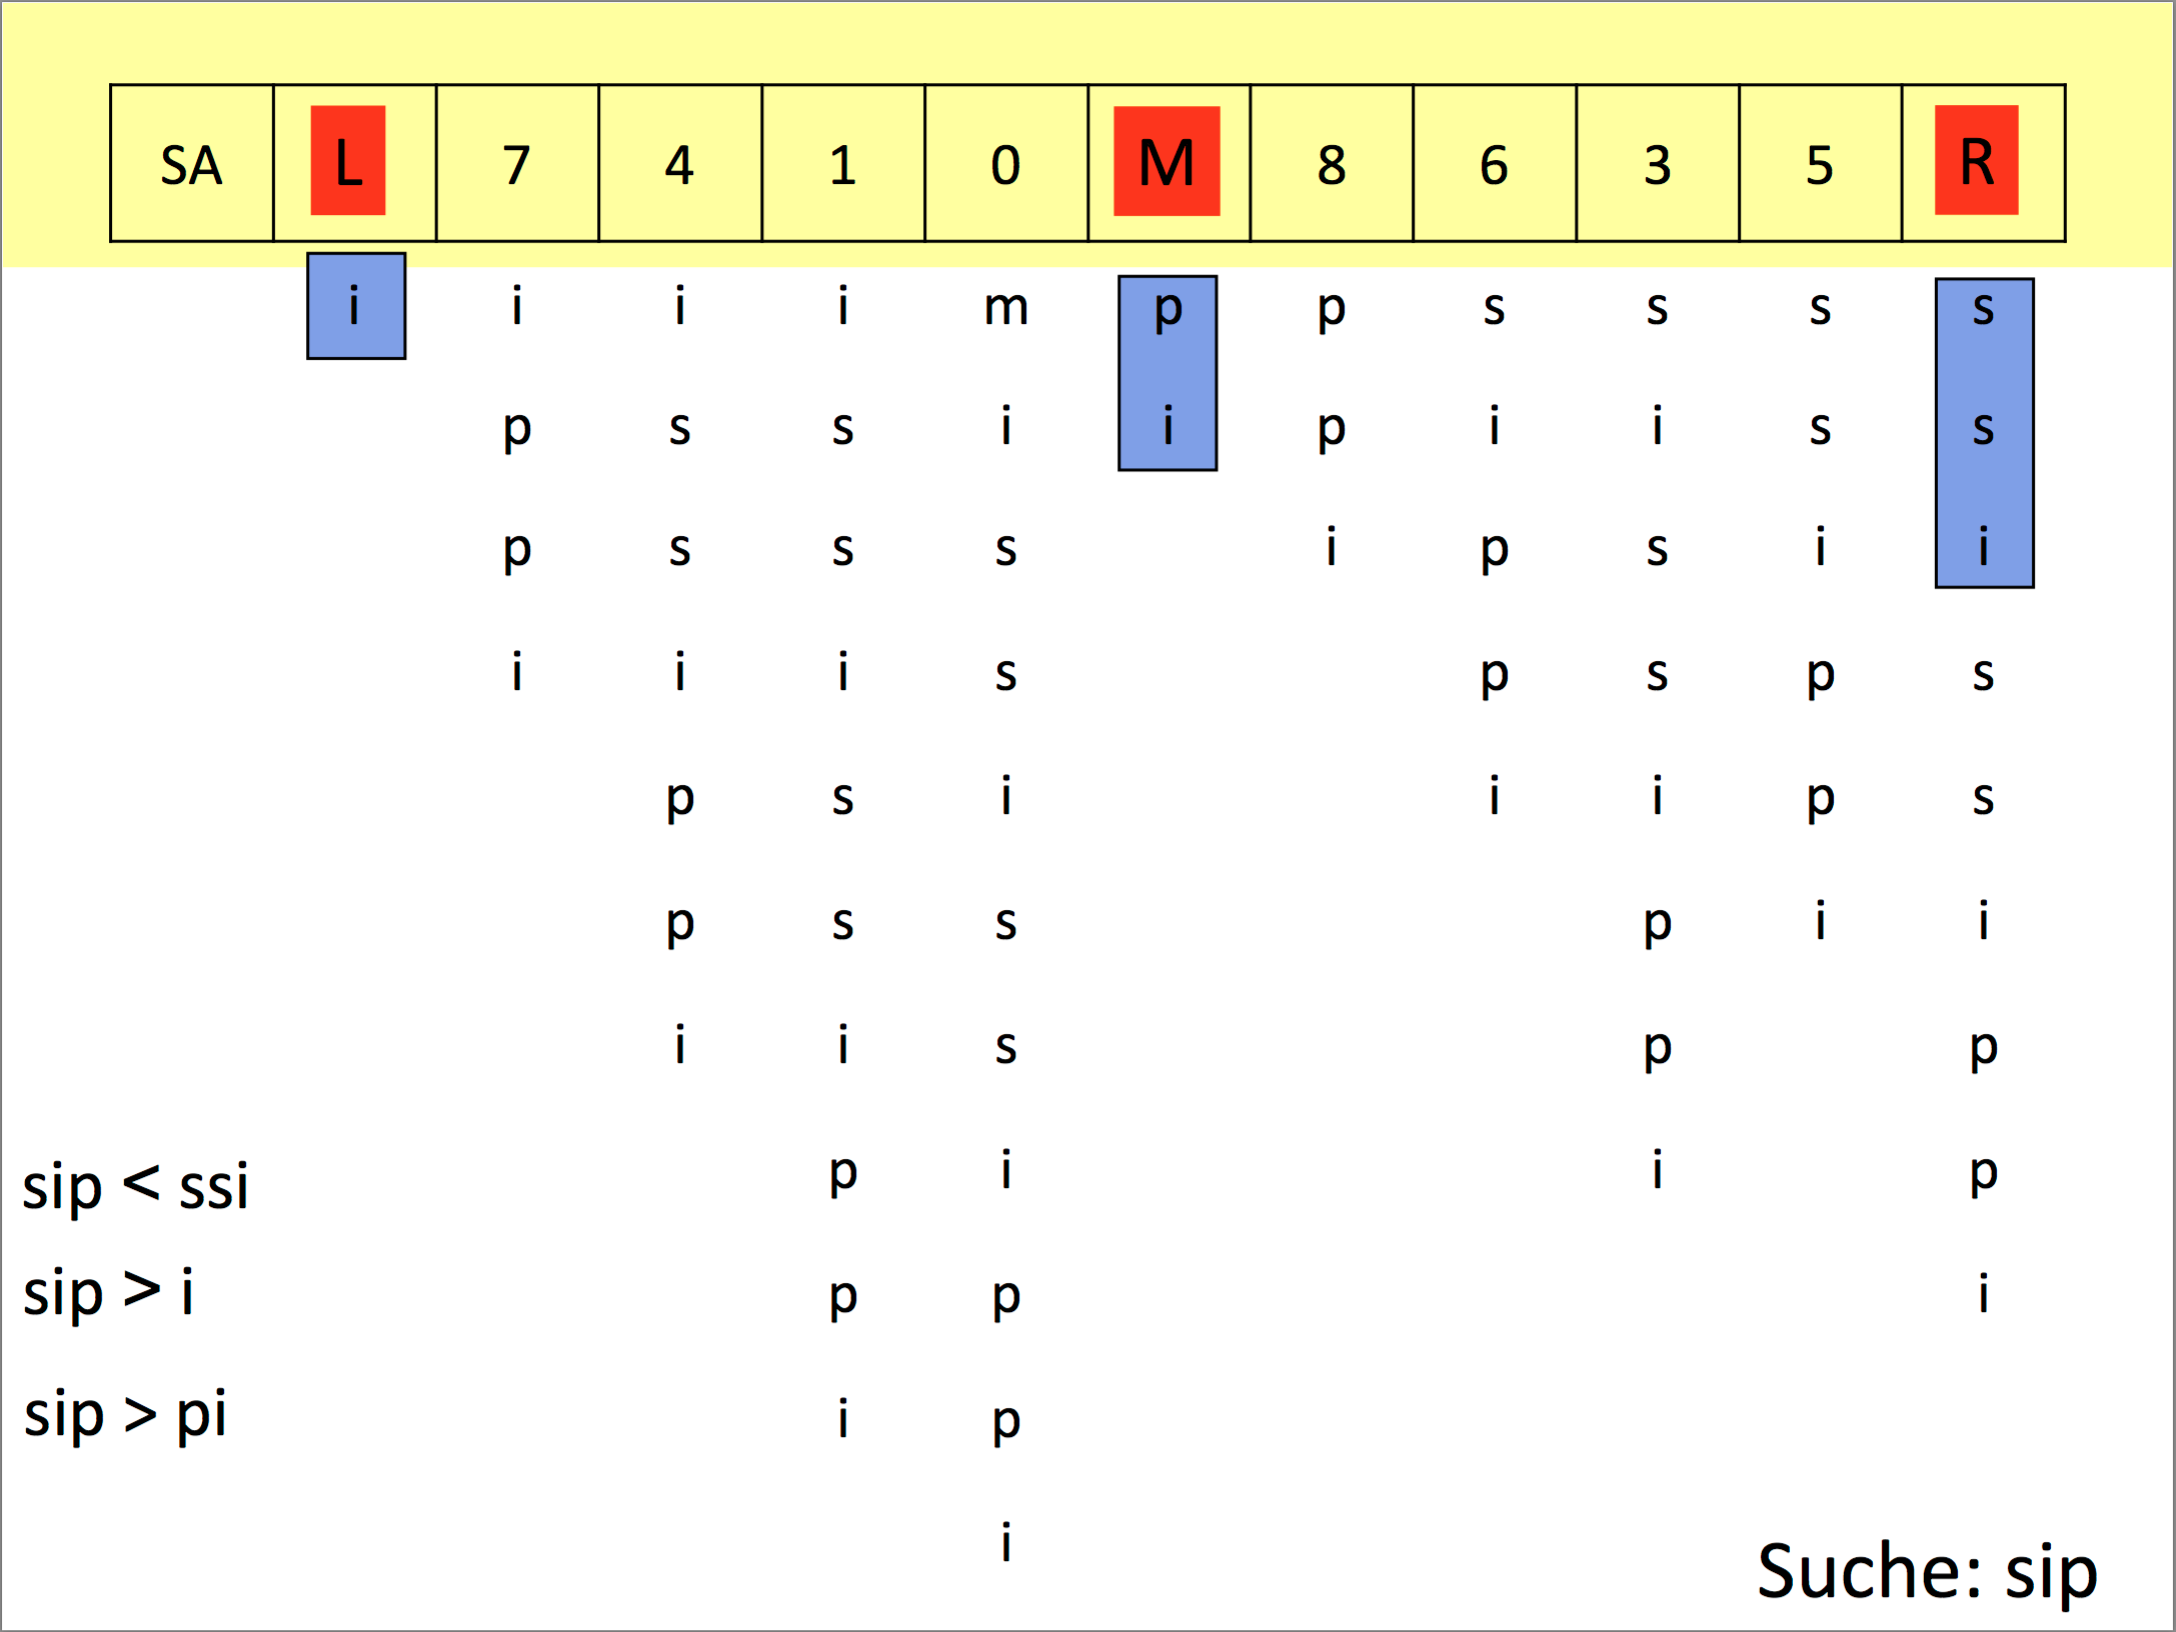 SA L 7 4 1 0 M 8 6 3 5 R
i i i i m p p s s s s
p s s i i p i i s s
p s s s i p s i i
i i i s p s p s
p s i i i p s
p s s p i i
i i s p p
p i i p
p p i
i p
i
sip < ssi
sip > i
sip > pi
Suche: sip